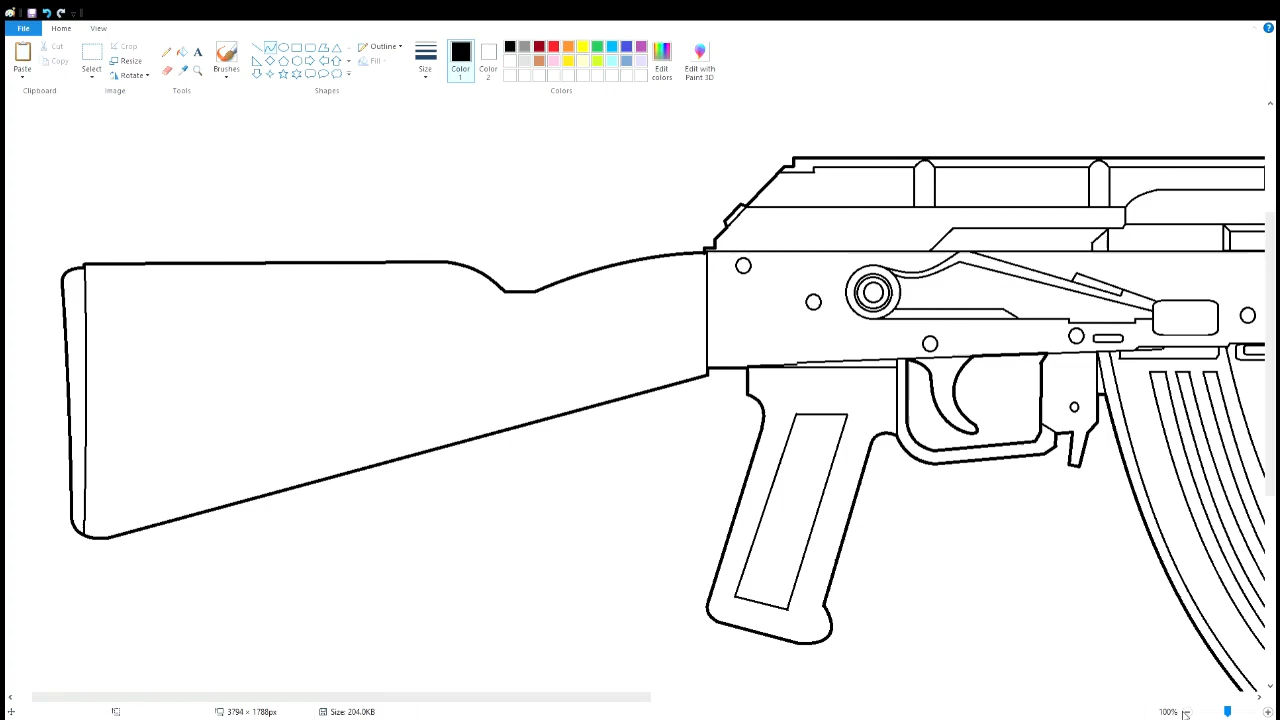 File Home View
Paste Cut Copy Select Crop Resize Rotate A Brushes Outline Fill Size Color 1 Color 2 Edit colors Edit with Paint 3D
Clipboard Image Tools Shapes Colors
3794 × 1788px Size: 204.0KB 100%